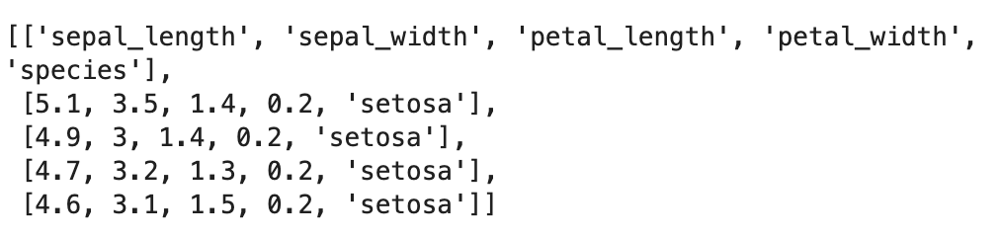 [['sepal_length', 'sepal_width', 'petal_length', 'petal_width',
'species'],
[5.1, 3.5, 1.4, 0.2, 'setosa'],
[4.9, 3, 1.4, 0.2, 'setosa'],
[4.7, 3.2, 1.3, 0.2, 'setosa'],
[4.6, 3.1, 1.5, 0.2, 'setosa']]